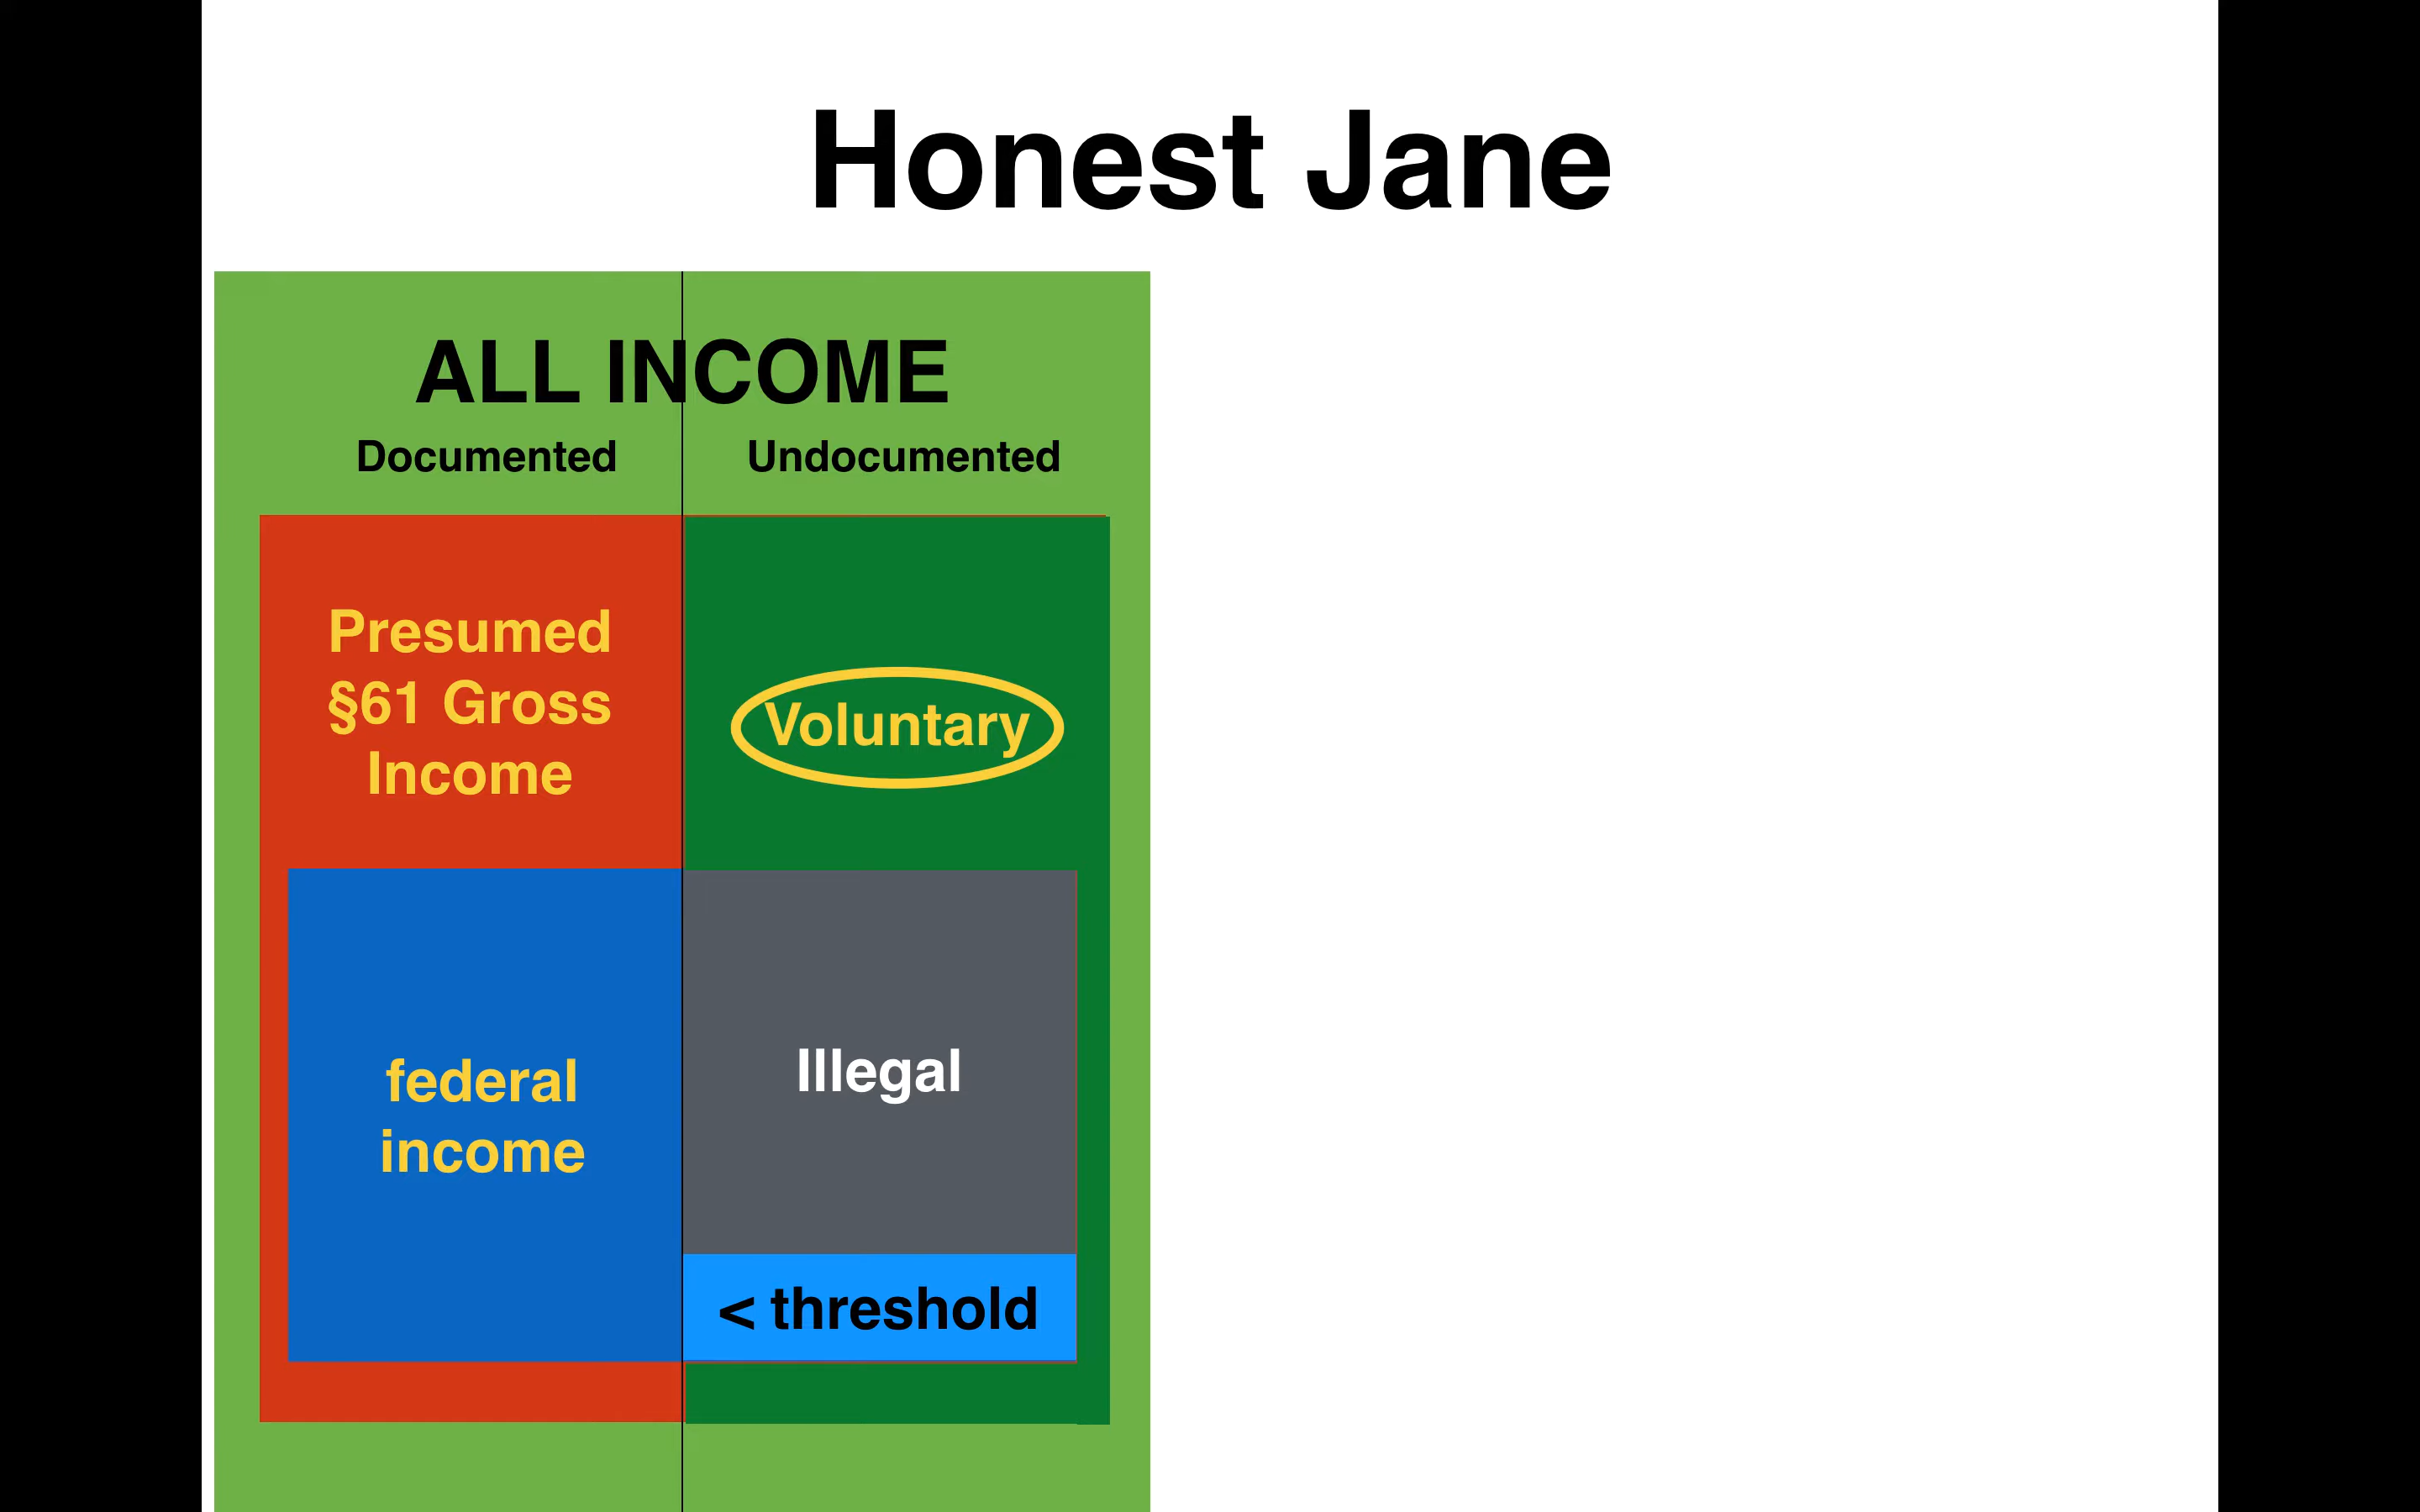 Honest Jane
ALL INCOME
Documented
Undocumented
Presumed
§61 Gross
Income
Voluntary
federal
income
Illegal
< threshold